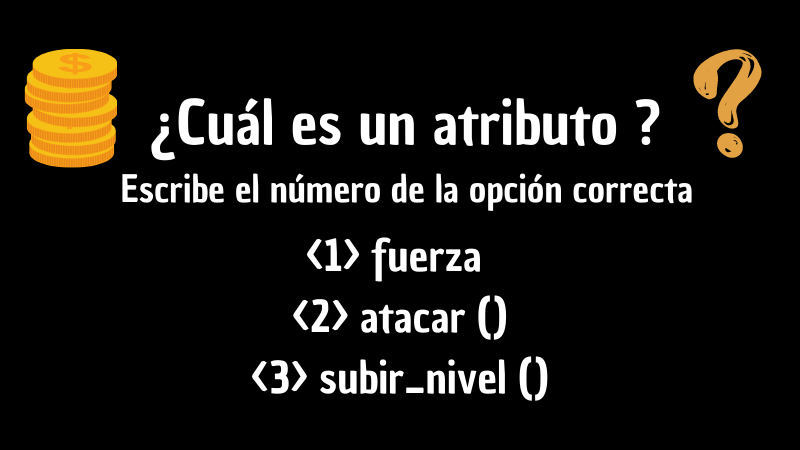 ¿Cuál es un atributo ?
Escribe el número de la opción correcta
<1> fuerza
<2> atacar ()
<3> subir_nivel ()